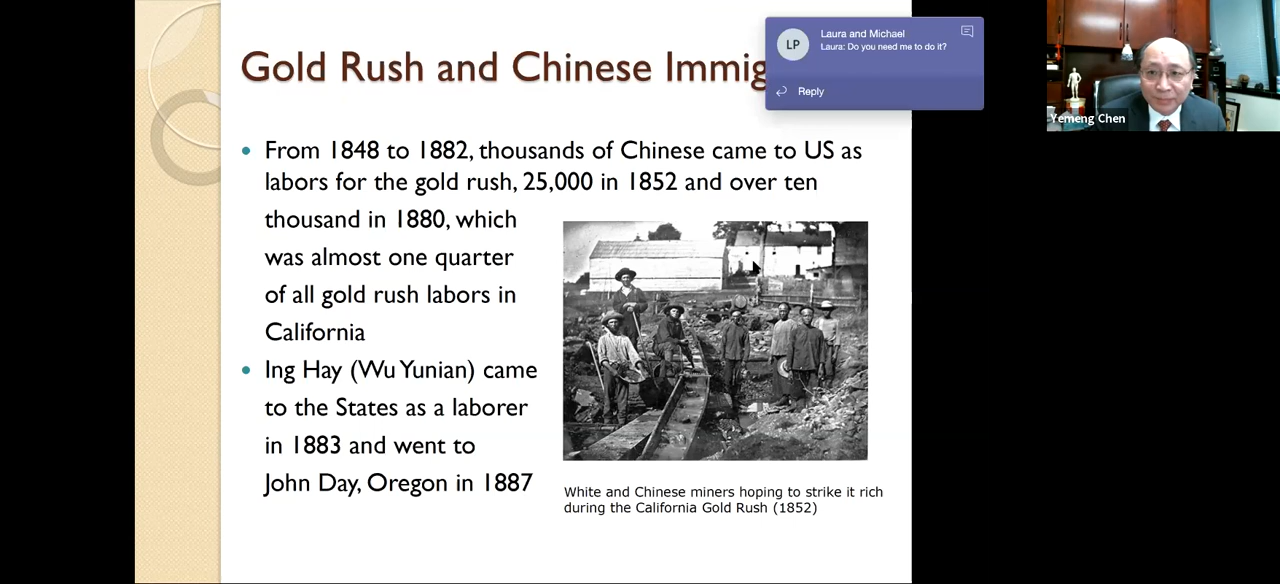 Gold Rush and Chinese Immig
LP
Laura and Michael
Laura: Do you need me to do it?
Reply
Yemeng Chen
From 1848 to 1882, thousands of Chinese came to US as
labors for the gold rush, 25,000 in 1852 and over ten
thousand in 1880, which
was almost one quarter
of all gold rush labors in
California
Ing Hay (Wu Yunian) came
to the States as a laborer
in 1883 and went to
John Day, Oregon in 1887
White and Chinese miners hoping to strike it rich
during the California Gold Rush (1852)